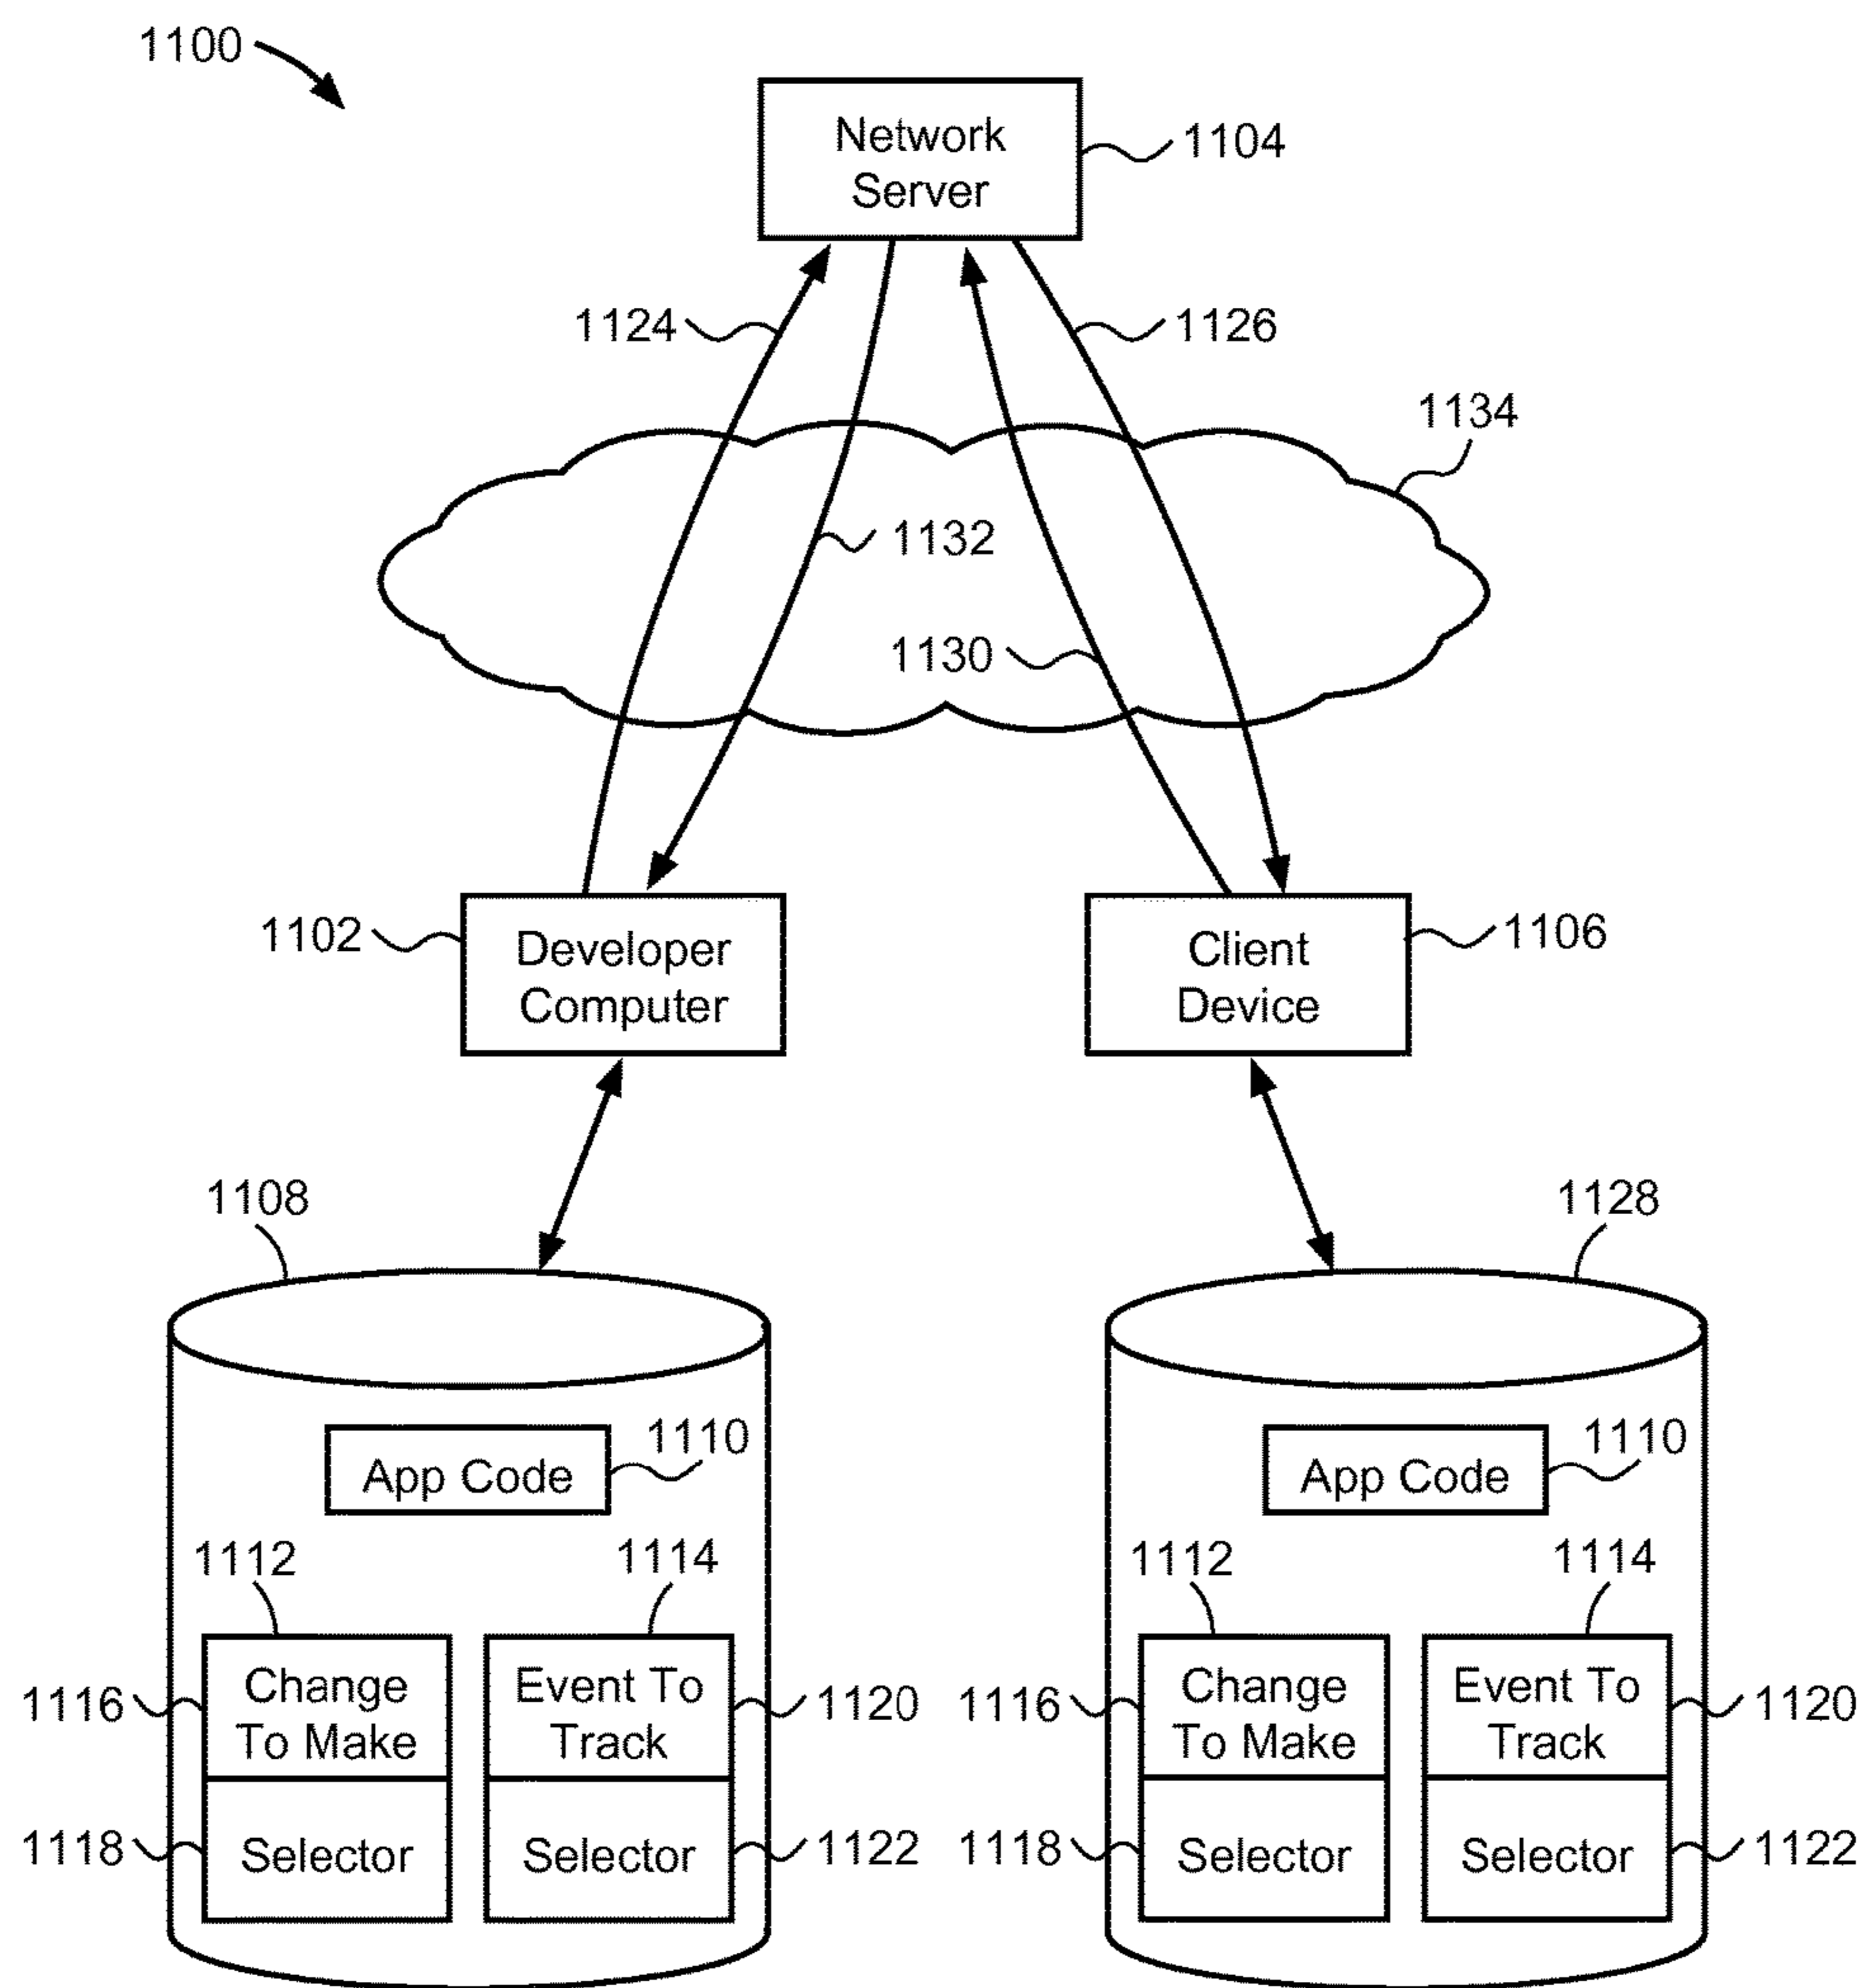 1100
Network
Server
1104
1124
1126
1134
1132
1130
1102
Developer
Computer
Client
Device
1106
1108
1128
App Code
1110
App Code
1110
1112
1114
1112
1114
1116
Change
To Make
Event To
Track
1120
1116
Change
To Make
Event To
Track
1120
1118
Selector
Selector
1122
1118
Selector
Selector
1122